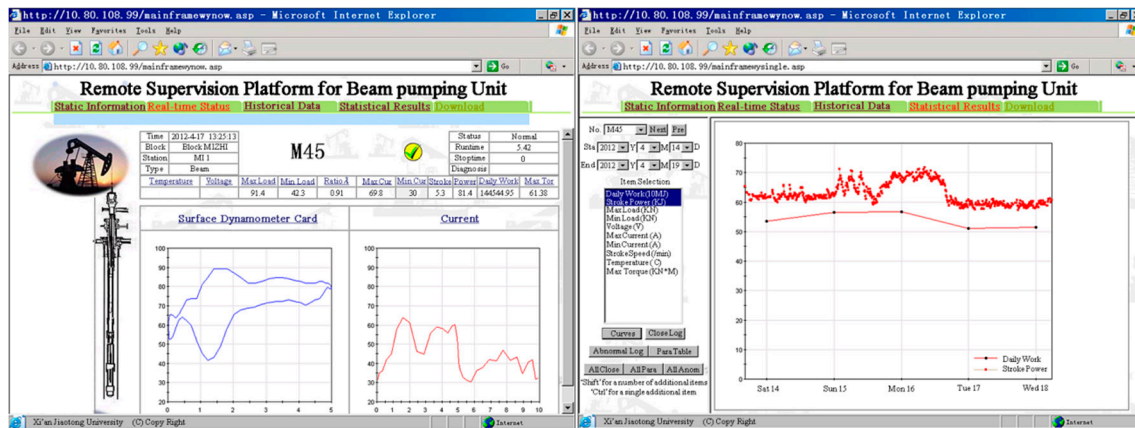 http://10.80.108.99/mainframewynow.asp - Microsoft Internet Explorer
File Edit View Favorites Tools Help
Address http://10.80.108.99/mainframewynow.asp Go
Remote Supervision Platform for Beam pumping Unit
Static Information Real-time Status Historical Data Statistical Results Download
Time 2012-4-17 13:25:13
Block Block MIZHI
Station MI 1
Type Beam
M45
Status Normal
Runtime 5.42
Stoptime 0
Diagnosis
Temperature Voltage Max Load Min Load Ratio A Max Cur Min Cur Stroke Power Daily Work Max Tor
91.4 42.3 0.91 69.8 30 5.3 81.4 144544.95 61.38
Surface Dynamometer Card
100
90
80
70
60
50
40
30
20
0 1 2 3 4 5
Current
100
90
80
70
60
50
40
30
20
0 1 2 3 4 5 6 7 8 9 10
Xi'an Jiaotong University (C) Copy Right Internet
http://10.80.108.99/mainframewynow.asp - Microsoft Internet Explorer
File Edit View Favorites Tools Help
Address http://10.80.108.99/mainframewysingle.asp Go
Remote Supervision Platform for Beam pumping Unit
Static Information Real-time Status Historical Data Statistical Results Download
No. M45 Next Pre
Sta 2012 Y 4 M 14 D
End 2012 Y 4 M 19 D
Item Selection
Daily Work(10MJ)
Stroke Power(KJ)
Max Load(KN)
Min Load(KN)
Voltage(V)
Max Current(A)
Min Current(A)
Stroke Speed(/min)
Temperature( C)
Max Torque(KN*M)
Curves Close Log
Abnormal Log Para Table
All Close All Para All Anom
'Shift' for a number of additional items
'Ctrl' for a single additional item
80
70
60
50
40
30
20
10
0
Sat 14 Sun 15 Mon 16 Tue 17 Wed 18
Daily Work
Stroke Power
Xi'an Jiaotong University (C) Copy Right Internet